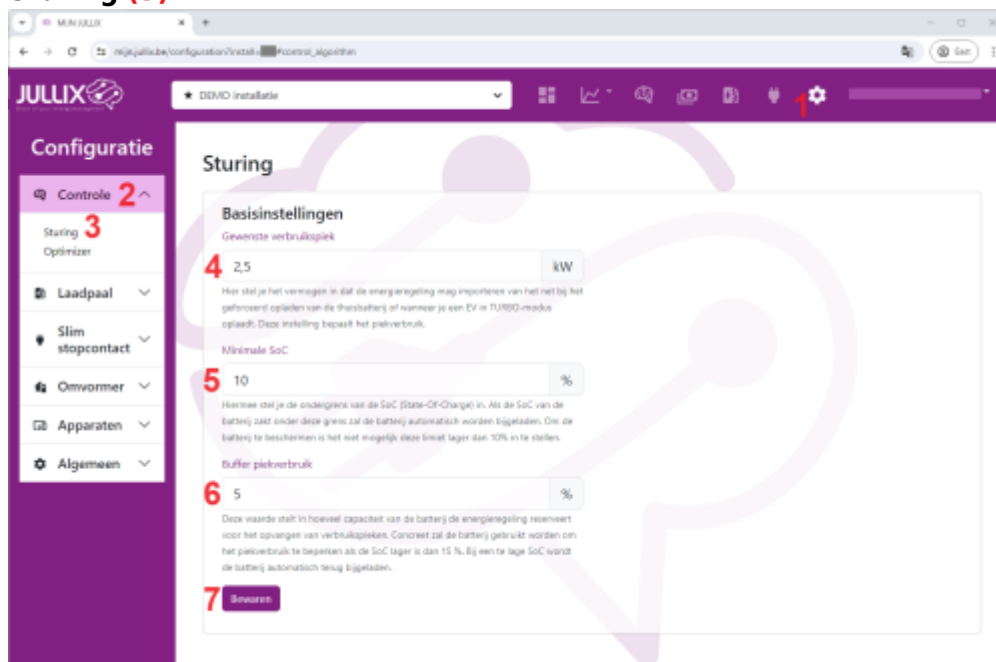 MIJN JULLIX
mijn.jullix.be/configuration?install=
#control_algorithm
Gast
JULLIX
★ DEMO installatie
1
Configuratie
Controle 2
Sturing 3
Optimizer
Laadpaal
Slim
stopcontact
Omvormer
Apparaten
Algemeen
Sturing
Basisinstellingen
Gewenste verbruikspiek
4 2,5 kW
Hier stel je het vermogen in dat de energieregeling mag importeren van het net bij het
geforceerd opladen van de thuisbatterij of wanneer je een EV in TURBO-modus
oplaadt. Deze instelling bepaalt het piekverbruik.
Minimale SoC
5 10 %
Hiermee stel je de ondergrens van de SoC (State-Of-Charge) in. Als de SoC van de
batterij zakt onder deze grens zal de batterij automatisch worden bijgeladen. Om de
batterij te beschermen is het niet mogelijk deze limiet lager dan 10% in te stellen.
Buffer piekverbruik
6 5 %
Deze waarde stelt in hoeveel capaciteit van de batterij de energieregeling reserveert
voor het opvangen van verbruikspieken. Concreet zal de batterij gebruikt worden om
het piekverbruik te beperken als de SoC lager is dan 15 %. Bij een te lage SoC wordt
de batterij automatisch terug bijgeladen.
7 Bewaren